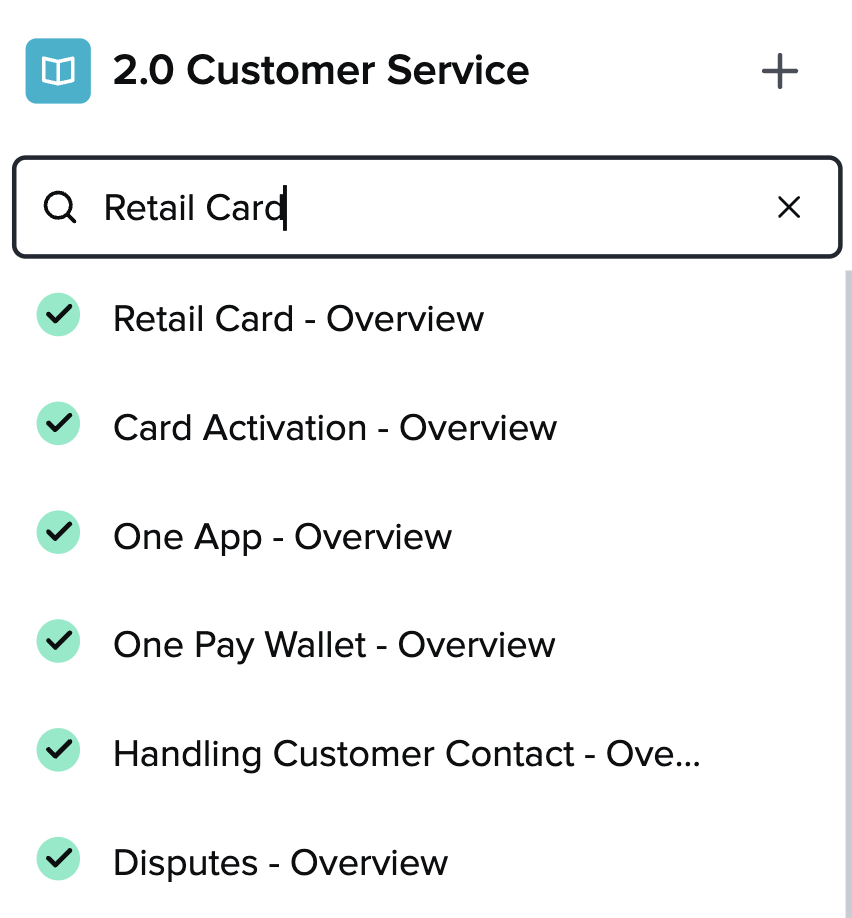 2.0 Customer Service
Retail Card
Retail Card - Overview
Card Activation - Overview
One App - Overview
One Pay Wallet - Overview
Handling Customer Contact - Ove...
Disputes - Overview